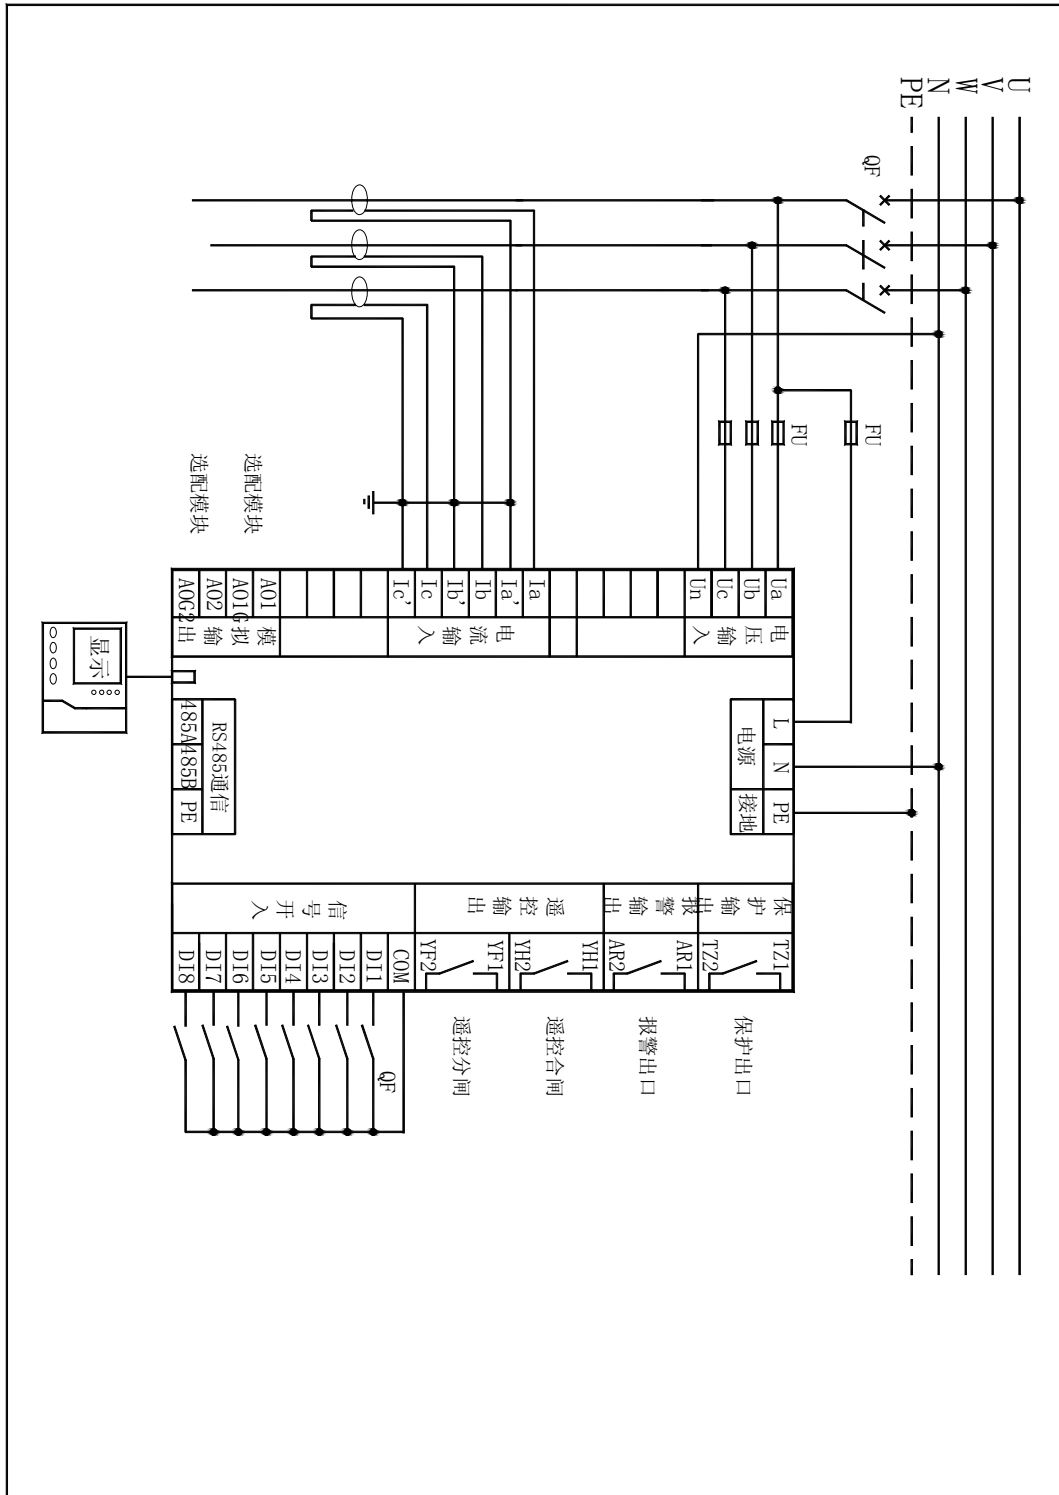 U
V
W
N
PE
QF
FU
FU
选配模块
选配模块
Ua
Ub
Uc
Un
Ia
Ia'
Ib
Ib'
Ic
Ic'
AO1
AO1G
AO2
AOG2
电压输入
电流输入
模拟输出
显示
L
N
PE
电源
接地
RS485通信
485A
485B
PE
保护输出
报警输出
遥控输出
信号开入
TZ1
TZ2
AR1
AR2
YH1
YH2
YF1
YF2
COM
DI1
DI2
DI3
DI4
DI5
DI6
DI7
DI8
保护出口
报警出口
遥控合闸
遥控分闸
QF